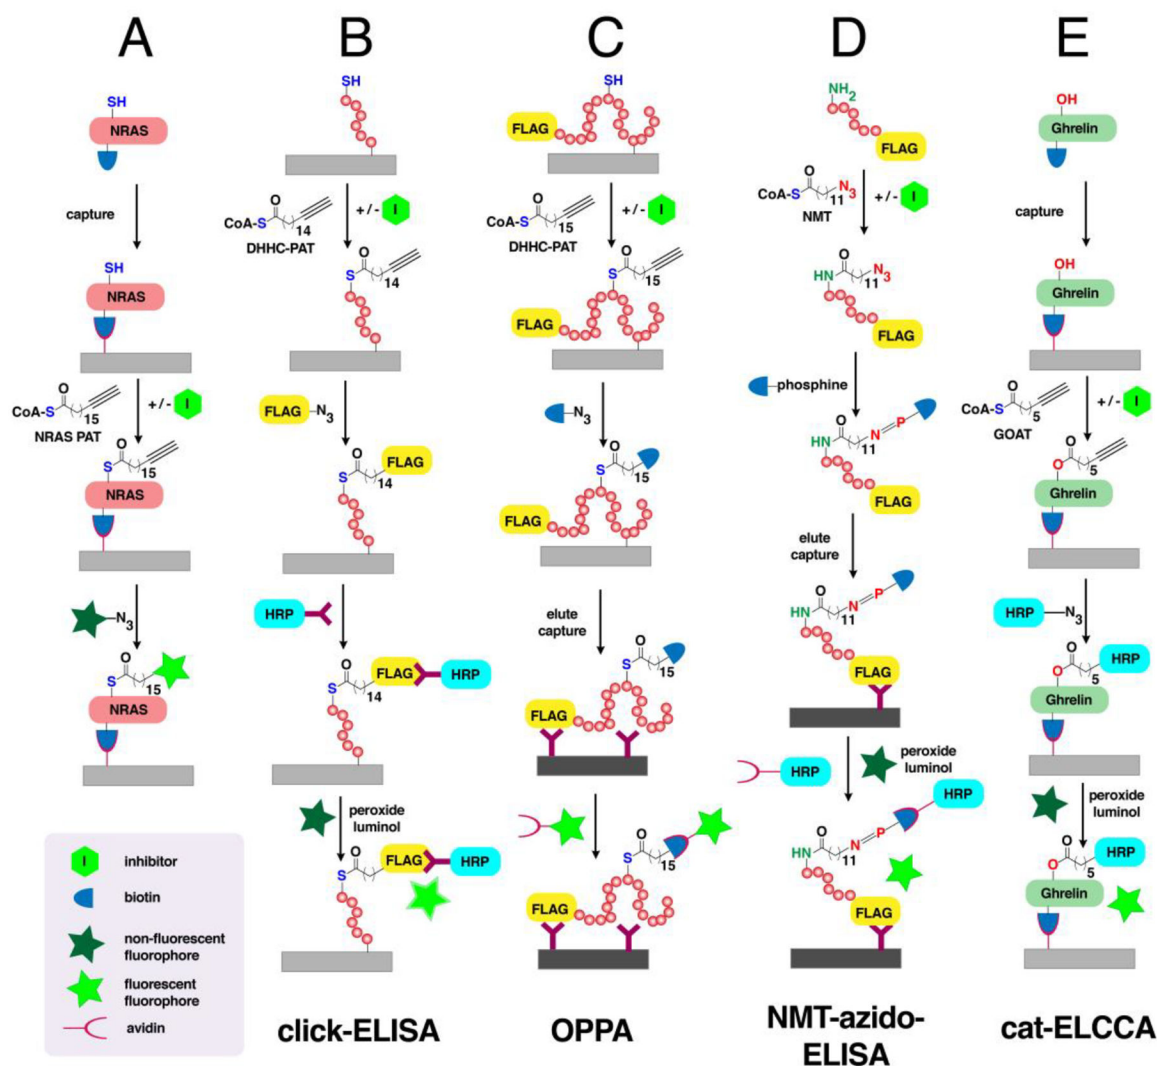 A
SH
NRAS
capture
SH
NRAS
O
CoA-S
15
NRAS PAT
+/- I
O
S
15
NRAS
N3
O
S
15
NRAS
I inhibitor
biotin
non-fluorescent
fluorophore
fluorescent
fluorophore
avidin
B
SH
O
CoA-S
14
DHHC-PAT
+/- I
O
S
14
FLAG N3
O
FLAG
S
14
HRP
O
FLAG HRP
S
14
peroxide
luminol
O
FLAG HRP
S
click-ELISA
C
SH
FLAG
O
CoA-S
15
DHHC-PAT
+/- I
O
S
15
FLAG
N3
O
S
15
FLAG
elute
capture
O
S
15
FLAG
O
S
15
FLAG
OPPA
D
NH2
FLAG
O
N3
CoA-S
11
NMT
+/- I
O
N3
HN
11
FLAG
phosphine
O
N=P
HN
11
FLAG
elute
capture
O
N=P
HN
11
FLAG
HRP
peroxide
luminol
HRP
O
N=P
HN
11
FLAG
NMT-azido-
ELISA
E
OH
Ghrelin
capture
OH
Ghrelin
O
CoA-S
5
GOAT
+/- I
O
O
5
Ghrelin
HRP N3
O
HRP
O
5
Ghrelin
peroxide
luminol
O
HRP
O
5
Ghrelin
cat-ELCCA